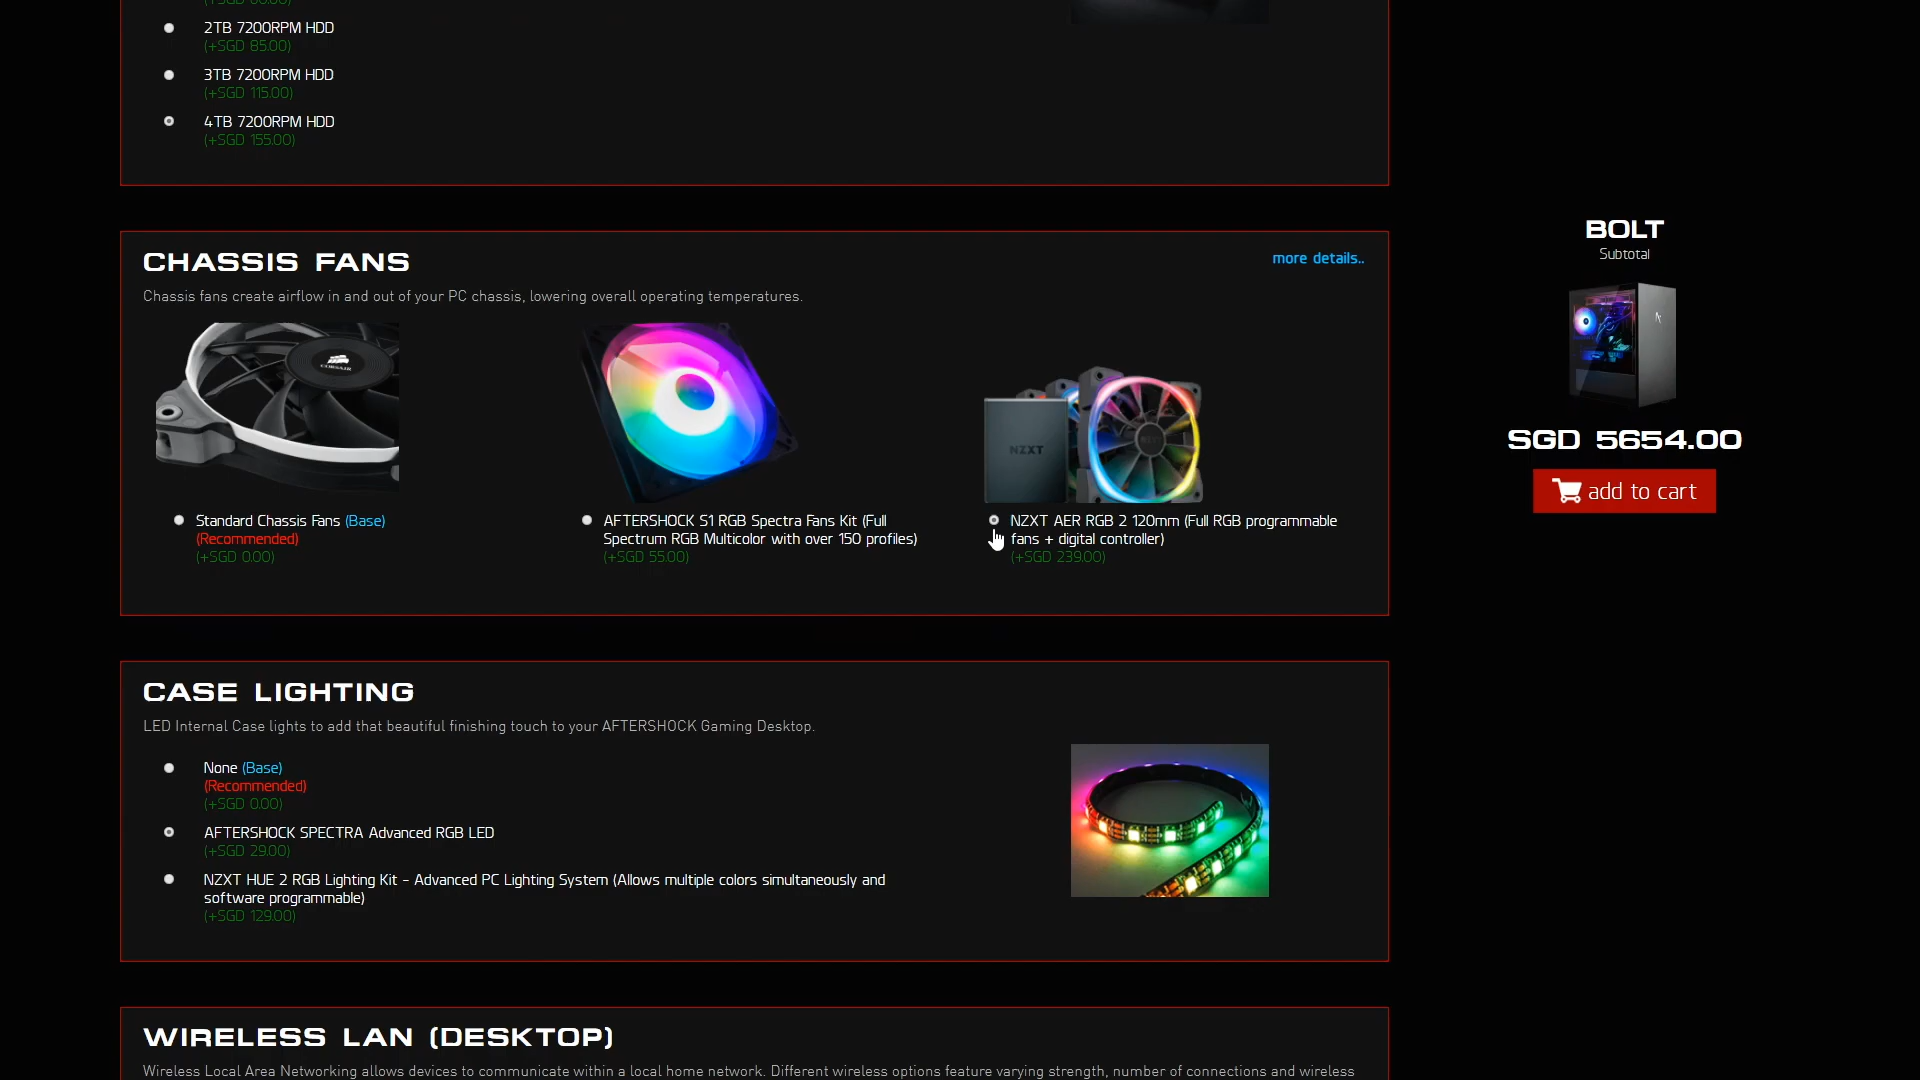 2TB 7200RPM HDD
(+SGD 85.00)
3TB 7200RPM HDD
(+SGD 115.00)
4TB 7200RPM HDD
(+SGD 155.00)
CHASSIS FANS
more details..
Chassis fans create airflow in and out of your PC chassis, lowering overall operating temperatures.
CORSAIR
NZXT
NZXT
Standard Chassis Fans (Base)
(Recommended)
(+SGD 0.00)
AFTERSHOCK S1 RGB Spectra Fans Kit (Full
Spectrum RGB Multicolor with over 150 profiles)
(+SGD 55.00)
NZXT AER RGB 2 120mm (Full RGB programmable
fans + digital controller)
(+SGD 239.00)
BOLT
Subtotal
SGD 5654.00
add to cart
CASE LIGHTING
LED Internal Case lights to add that beautiful finishing touch to your AFTERSHOCK Gaming Desktop.
None (Base)
(Recommended)
(+SGD 0.00)
AFTERSHOCK SPECTRA Advanced RGB LED
(+SGD 29.00)
NZXT HUE 2 RGB Lighting Kit - Advanced PC Lighting System (Allows multiple colors simultaneously and
software programmable)
(+SGD 129.00)
WIRELESS LAN (DESKTOP)
Wireless Local Area Networking allows devices to communicate within a local home network. Different wireless options feature varying strength, number of connections and wireless